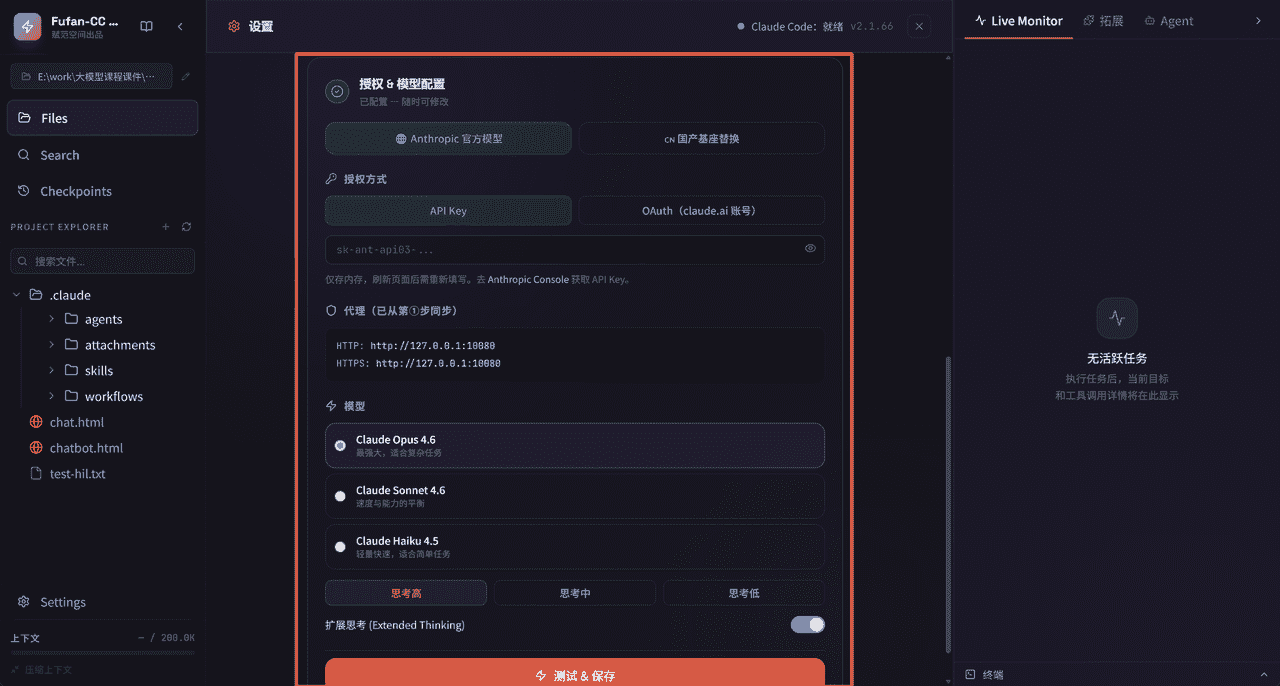 Fufan-CC ...
赋范空间出品
E:\work\大模型课程课件\...
Files
Search
Checkpoints
PROJECT EXPLORER
搜索文件...
.claude
agents
attachments
skills
workflows
chat.html
chatbot.html
test-hil.txt
Settings
上下文
— / 200.0K
压缩上下文
设置
Claude Code: 就绪 v2.1.66
授权 & 模型配置
已配置 — 随时可修改
Anthropic 官方模型
CN 国产基座替换
授权方式
API Key
OAuth（claude.ai 账号）
sk-ant-api03-...
仅存内存，刷新页面后需重新填写。去 Anthropic Console 获取 API Key。
代理（已从第①步同步）
HTTP: http://127.0.0.1:10080
HTTPS: http://127.0.0.1:10080
模型
Claude Opus 4.6
最强大，适合复杂任务
Claude Sonnet 4.6
速度与能力的平衡
Claude Haiku 4.5
轻量快速，适合简单任务
思考高
思考中
思考低
扩展思考 (Extended Thinking)
测试 & 保存
Live Monitor
拓展
Agent
无活跃任务
执行任务后，当前目标
和工具调用详情将在此显示
终端